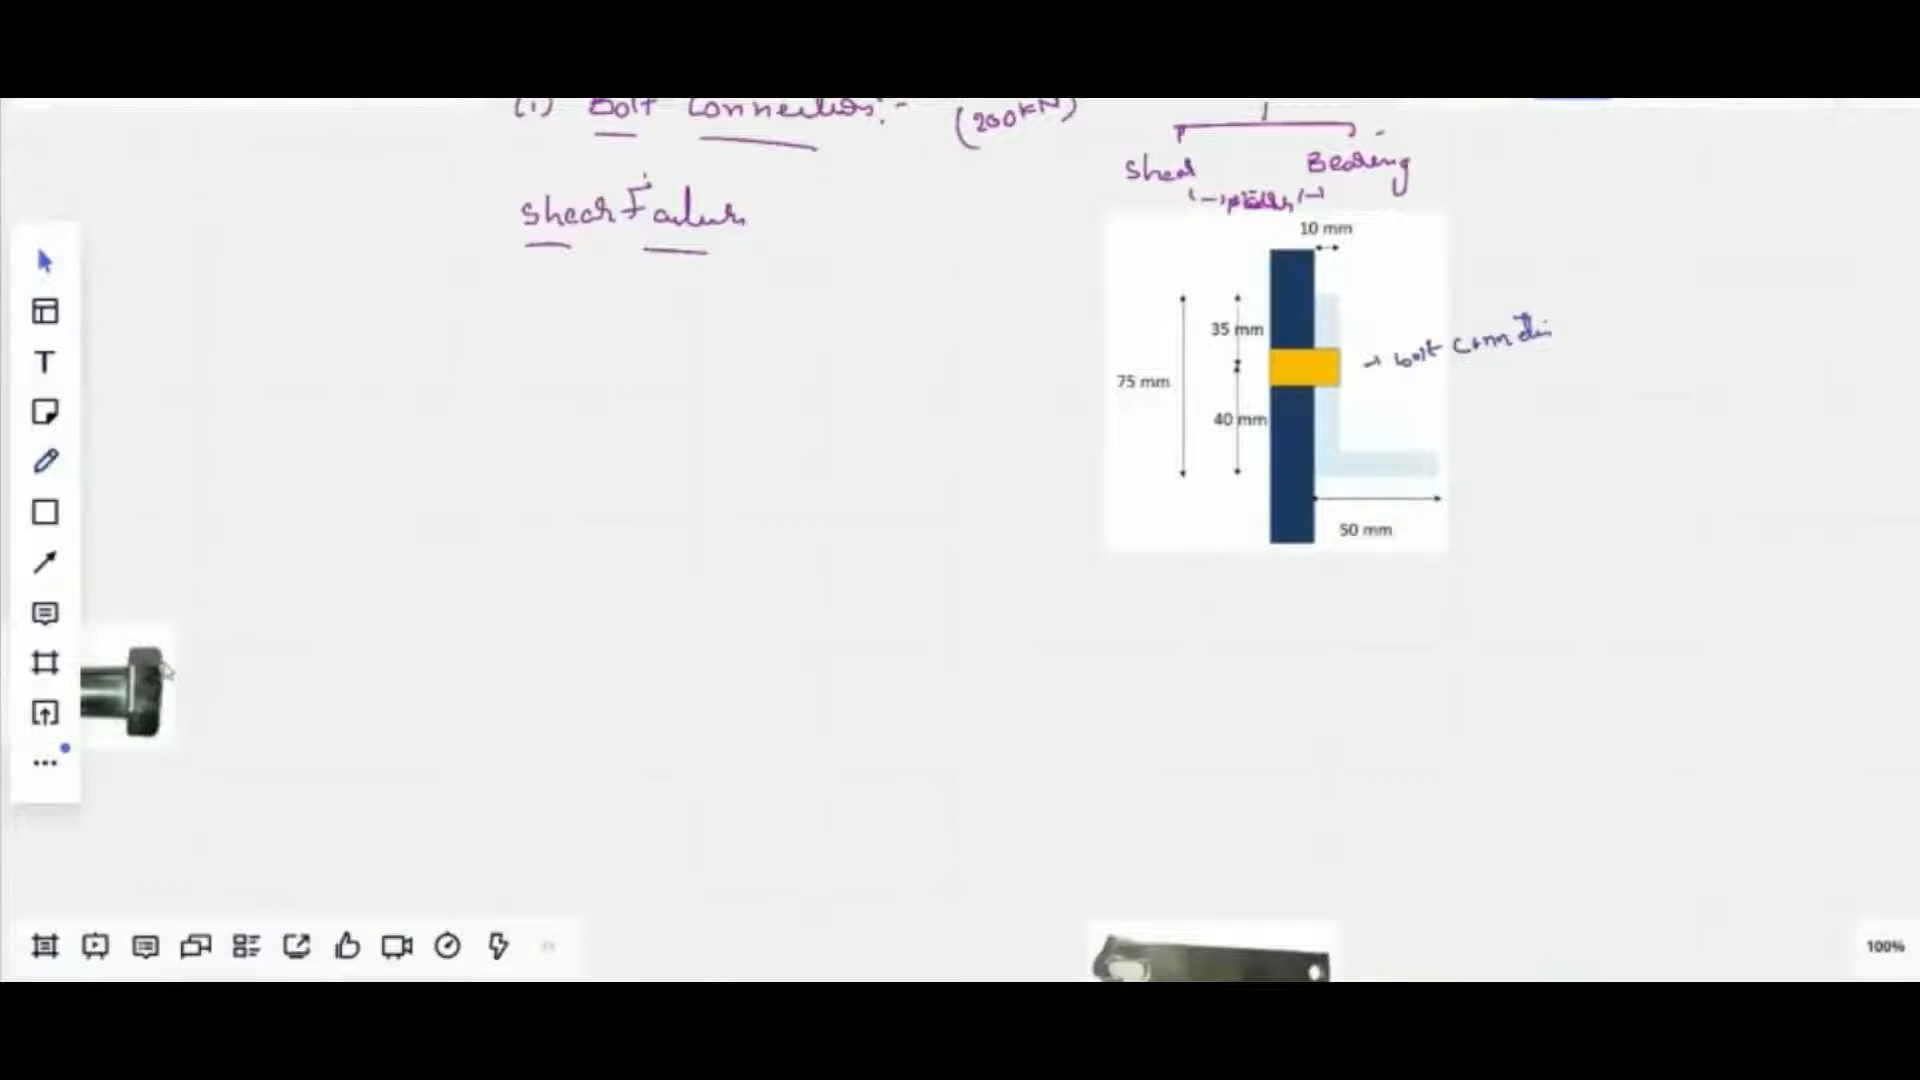 (1) Bolt Connection:- (200KN)
Shear Bearing
Shear Failure
10 mm
35 mm
→ bolt
75 mm
40 mm
50 mm
T
100%